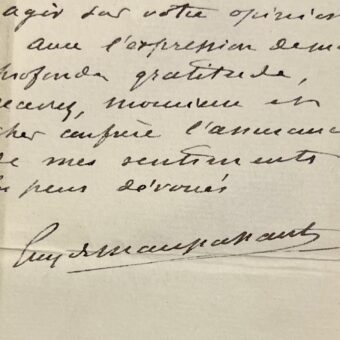 agir sur votre opinion
avec l'expression de ma
profonde gratitude,
recevez, monsieur et
cher confrère l'assurance
de mes sentiments
les plus dévoués
Guy de Maupassant